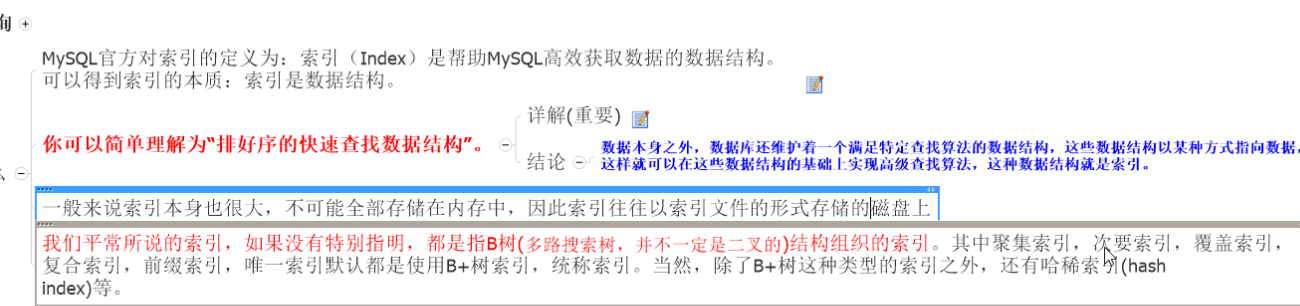 询
MySQL官方对索引的定义为：索引（Index）是帮助MySQL高效获取数据的数据结构。
可以得到索引的本质：索引是数据结构。
你可以简单理解为“排好序的快速查找数据结构”。
详解(重要)
结论
数据本身之外，数据库还维护着一个满足特定查找算法的数据结构，这些数据结构以某种方式指向数据，
这样就可以在这些数据结构的基础上实现高级查找算法，这种数据结构就是索引。
一般来说索引本身也很大，不可能全部存储在内存中，因此索引往往以索引文件的形式存储的磁盘上
我们平常所说的索引，如果没有特别指明，都是指B树(多路搜索树，并不一定是二叉的)结构组织的索引。其中聚集索引，次要索引，覆盖索引，
复合索引，前缀索引，唯一索引默认都是使用B+树索引，统称索引。当然，除了B+树这种类型的索引之外，还有哈稀索引(hash
index)等。